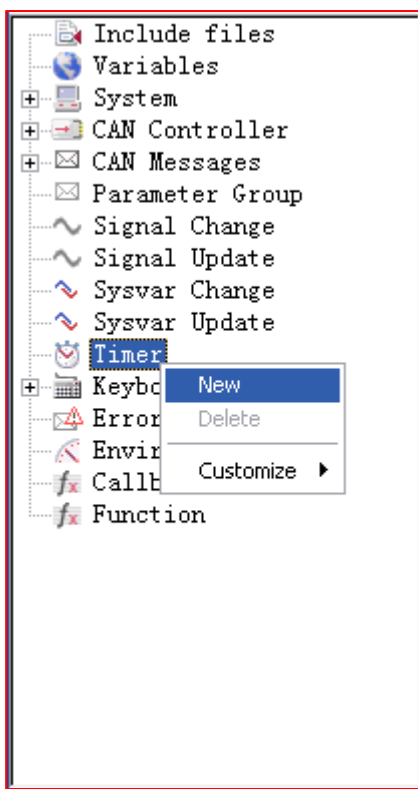 Include files
Variables
System
CAN Controller
CAN Messages
Parameter Group
Signal Change
Signal Update
Sysvar Change
Sysvar Update
Timer
Keybo
New
Error
Delete
Envir
Customize
Callb
Function